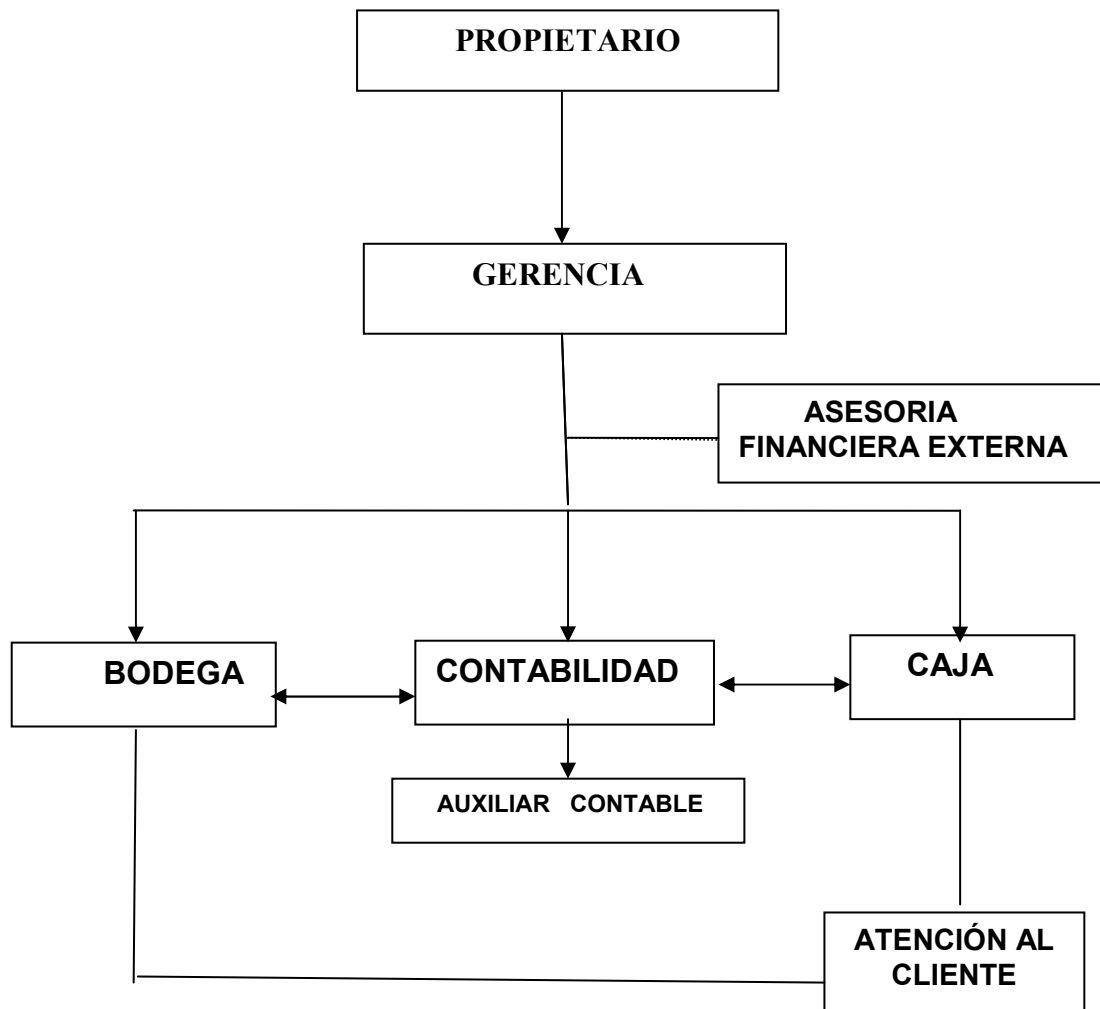 PROPIETARIO
GERENCIA
ASESORIA
FINANCIERA EXTERNA
BODEGA
CONTABILIDAD
CAJA
AUXILIAR CONTABLE
ATENCIÓN AL
CLIENTE